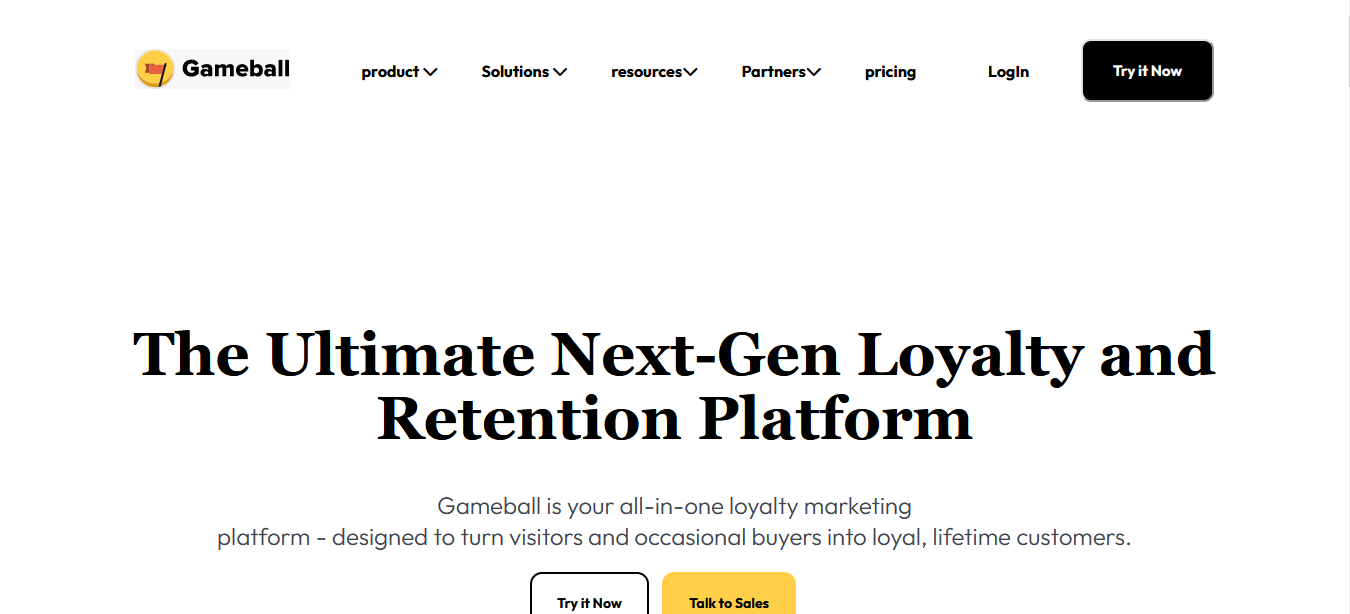 Gameball product Solutions resources Partners pricing LogIn Try it Now
The Ultimate Next-Gen Loyalty and
Retention Platform
Gameball is your all-in-one loyalty marketing
platform - designed to turn visitors and occasional buyers into loyal, lifetime customers.
Try it Now Talk to Sales